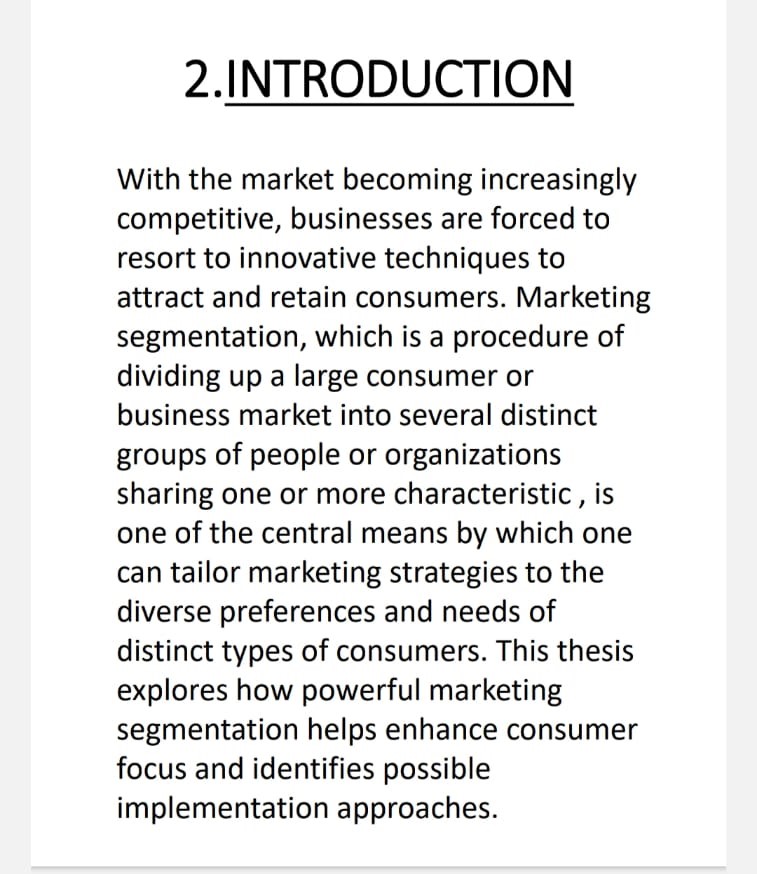 2.INTRODUCTION
With the market becoming increasingly
competitive, businesses are forced to
resort to innovative techniques to
attract and retain consumers. Marketing
segmentation, which is a procedure of
dividing up a large consumer or
business market into several distinct
groups of people or organizations
sharing one or more characteristic , is
one of the central means by which one
can tailor marketing strategies to the
diverse preferences and needs of
distinct types of consumers. This thesis
explores how powerful marketing
segmentation helps enhance consumer
focus and identifies possible
implementation approaches.